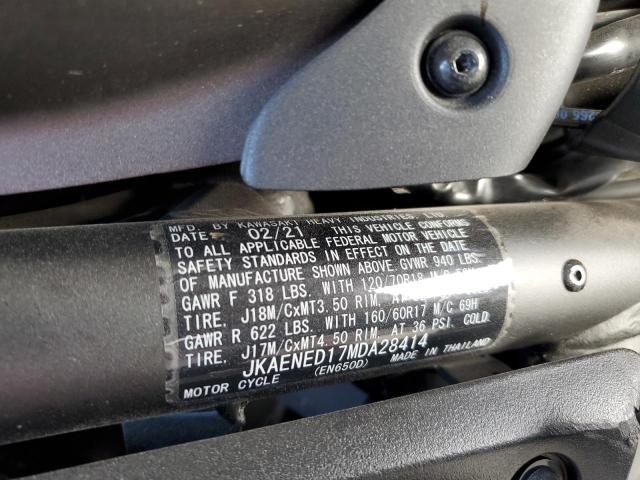 MFD. BY KAWASAKI HEAVY INDUSTRIES, LTD
DATE 02/21 THIS VEHICLE CONFORMS
TO ALL APPLICABLE FEDERAL MOTOR VEHICLE
SAFETY STANDARDS IN EFFECT ON THE DATE
OF MANUFACTURE SHOWN ABOVE. GVWR 940 LBS.
GAWR F 318 LBS. WITH 120/70R18 M/C
TIRE, J18M/CxMT3.50 RIM,
GAWR R 622 LBS. WITH 160/60R17 M/C 69H
TIRE, J17M/CxMT4.50 RIM, AT 36 PSI. COLD.
JKAENED17MDA28414
MOTOR CYCLE (EN650D) MADE IN THAILAND